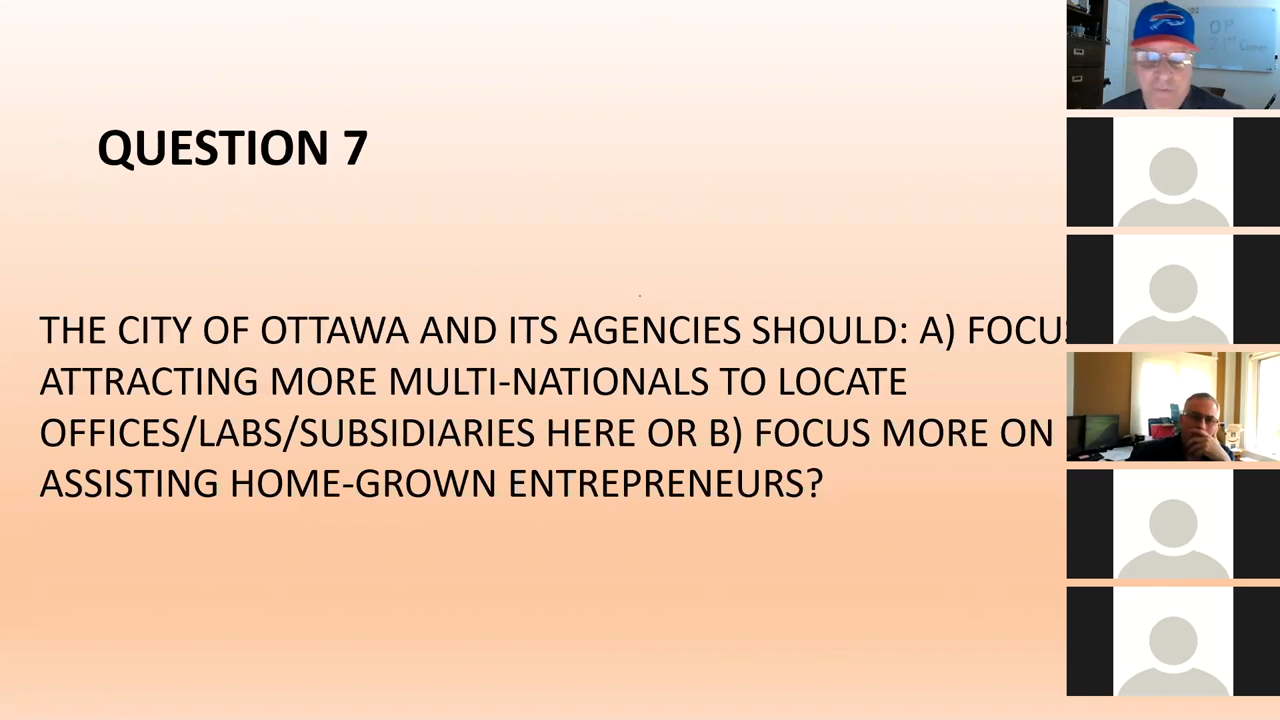 QUESTION 7
THE CITY OF OTTAWA AND ITS AGENCIES SHOULD: A)
ATTRACTING MORE MULTI-NATIONALS TO LOCATE
OFFICES/LABS/SUBSIDIARIES HERE OR B) FOCUS MORE ON
ASSISTING HOME-GROWN ENTREPRENEURS?
OP